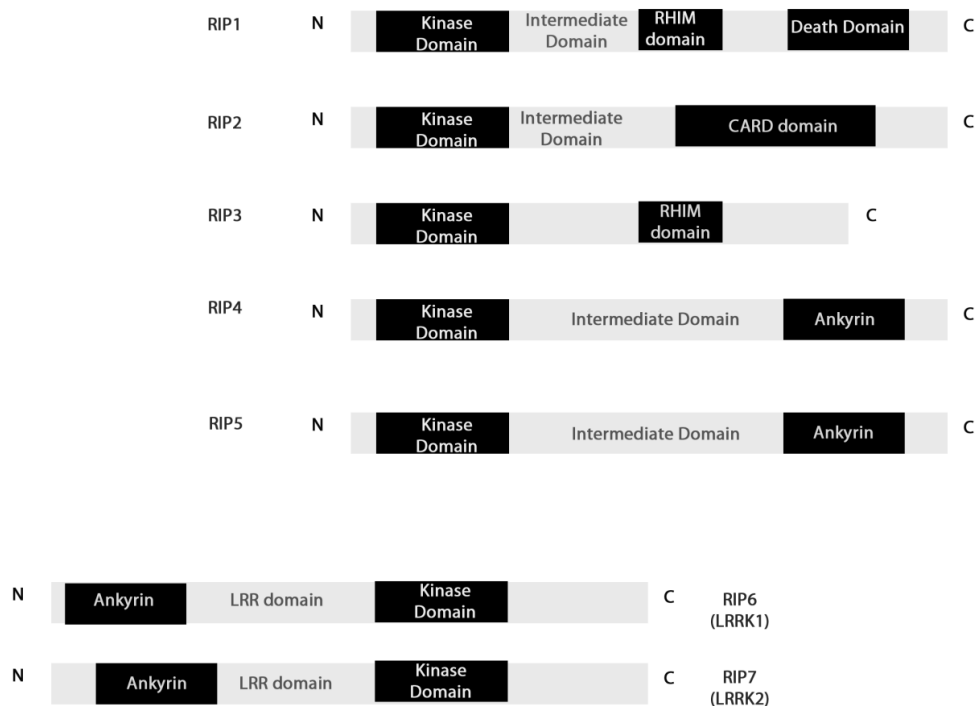 RIP1 N Kinase Domain Intermediate Domain RHIM domain Death Domain C
RIP2 N Kinase Domain Intermediate Domain CARD domain C
RIP3 N Kinase Domain RHIM domain C
RIP4 N Kinase Domain Intermediate Domain Ankyrin C
RIP5 N Kinase Domain Intermediate Domain Ankyrin C
N Ankyrin LRR domain Kinase Domain C RIP6 (LRRK1)
N Ankyrin LRR domain Kinase Domain C RIP7 (LRRK2)